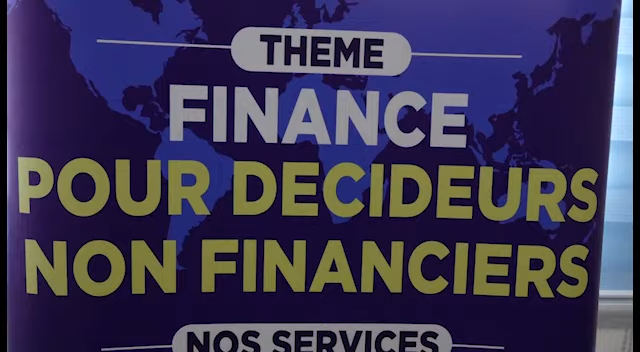 THEME
FINANCE
POUR DECIDEURS
NON FINANCIERS
NOS SERVICES